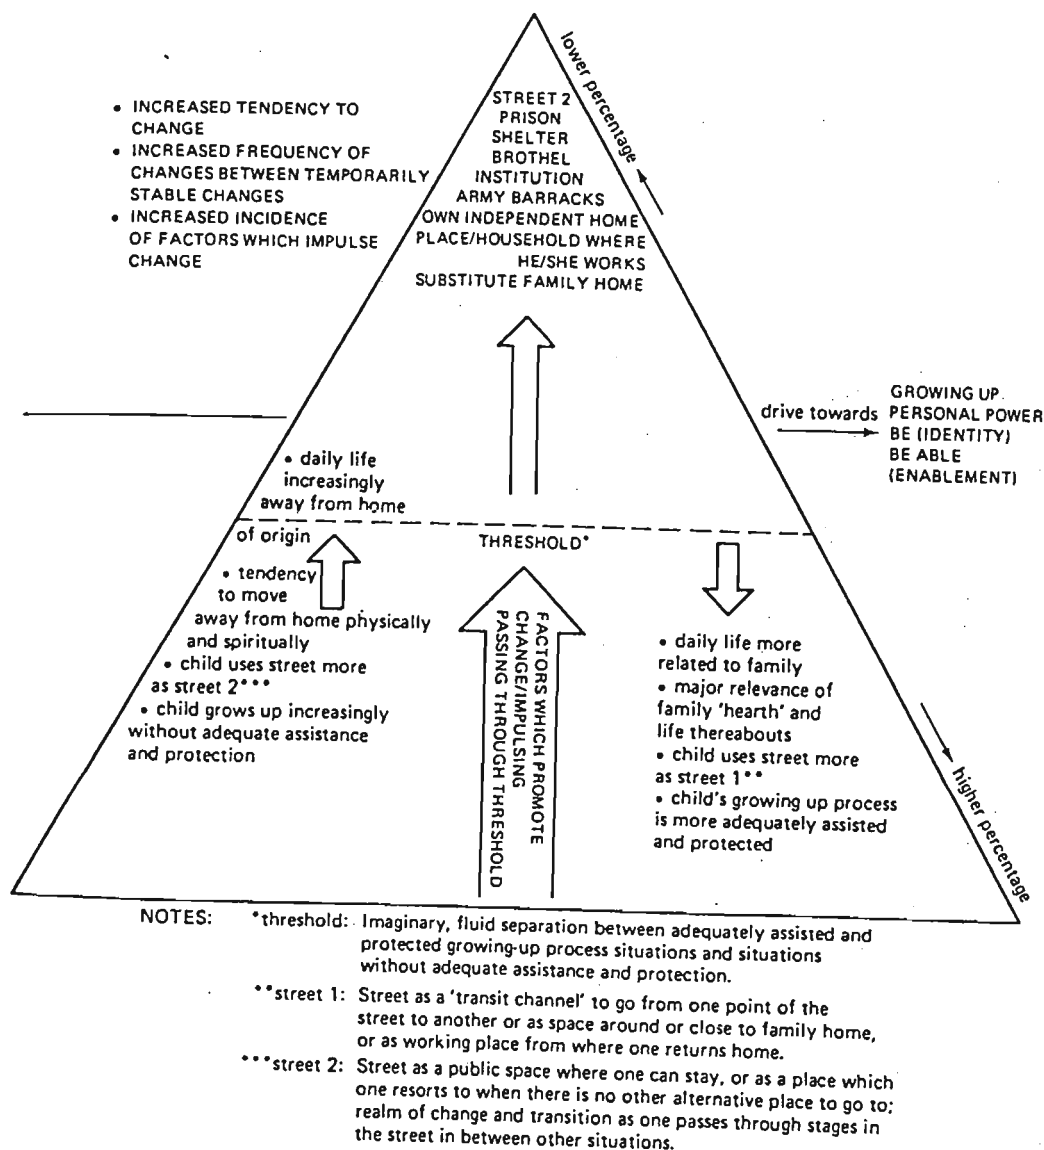 lower percentage
STREET 2
PRISON
SHELTER
BROTHEL
INSTITUTION
ARMY BARRACKS
OWN INDEPENDENT HOME
PLACE/HOUSEHOLD WHERE
HE/SHE WORKS
SUBSTITUTE FAMILY HOME
• INCREASED TENDENCY TO
CHANGE
• INCREASED FREQUENCY OF
CHANGES BETWEEN TEMPORARILY
STABLE CHANGES
• INCREASED INCIDENCE
OF FACTORS WHICH IMPULSE
CHANGE
drive towards
GROWING UP.
PERSONAL POWER
BE (IDENTITY)
BE ABLE
(ENABLEMENT)
• daily life
increasingly
away from home
of origin
THRESHOLD*
• tendency
to move
away from home physically
and spiritually
• child uses street more
as street 2***
• child grows up increasingly
without adequate assistance
and protection
FACTORS WHICH PROMOTE
CHANGE/IMPULSING
PASSING THROUGH THRESHOLD
• daily life more
related to family
• major relevance of
family 'hearth' and
life thereabouts
• child uses street more
as street 1**
• child's growing up process
is more adequately assisted
and protected
higher percentage
NOTES: *threshold: Imaginary, fluid separation between adequately assisted and
protected growing-up process situations and situations
without adequate assistance and protection.
**street 1: Street as a 'transit channel' to go from one point of the
street to another or as space around or close to family home,
or as working place from where one returns home.
***street 2: Street as a public space where one can stay, or as a place which
one resorts to when there is no other alternative place to go to;
realm of change and transition as one passes through stages in
the street in between other situations.